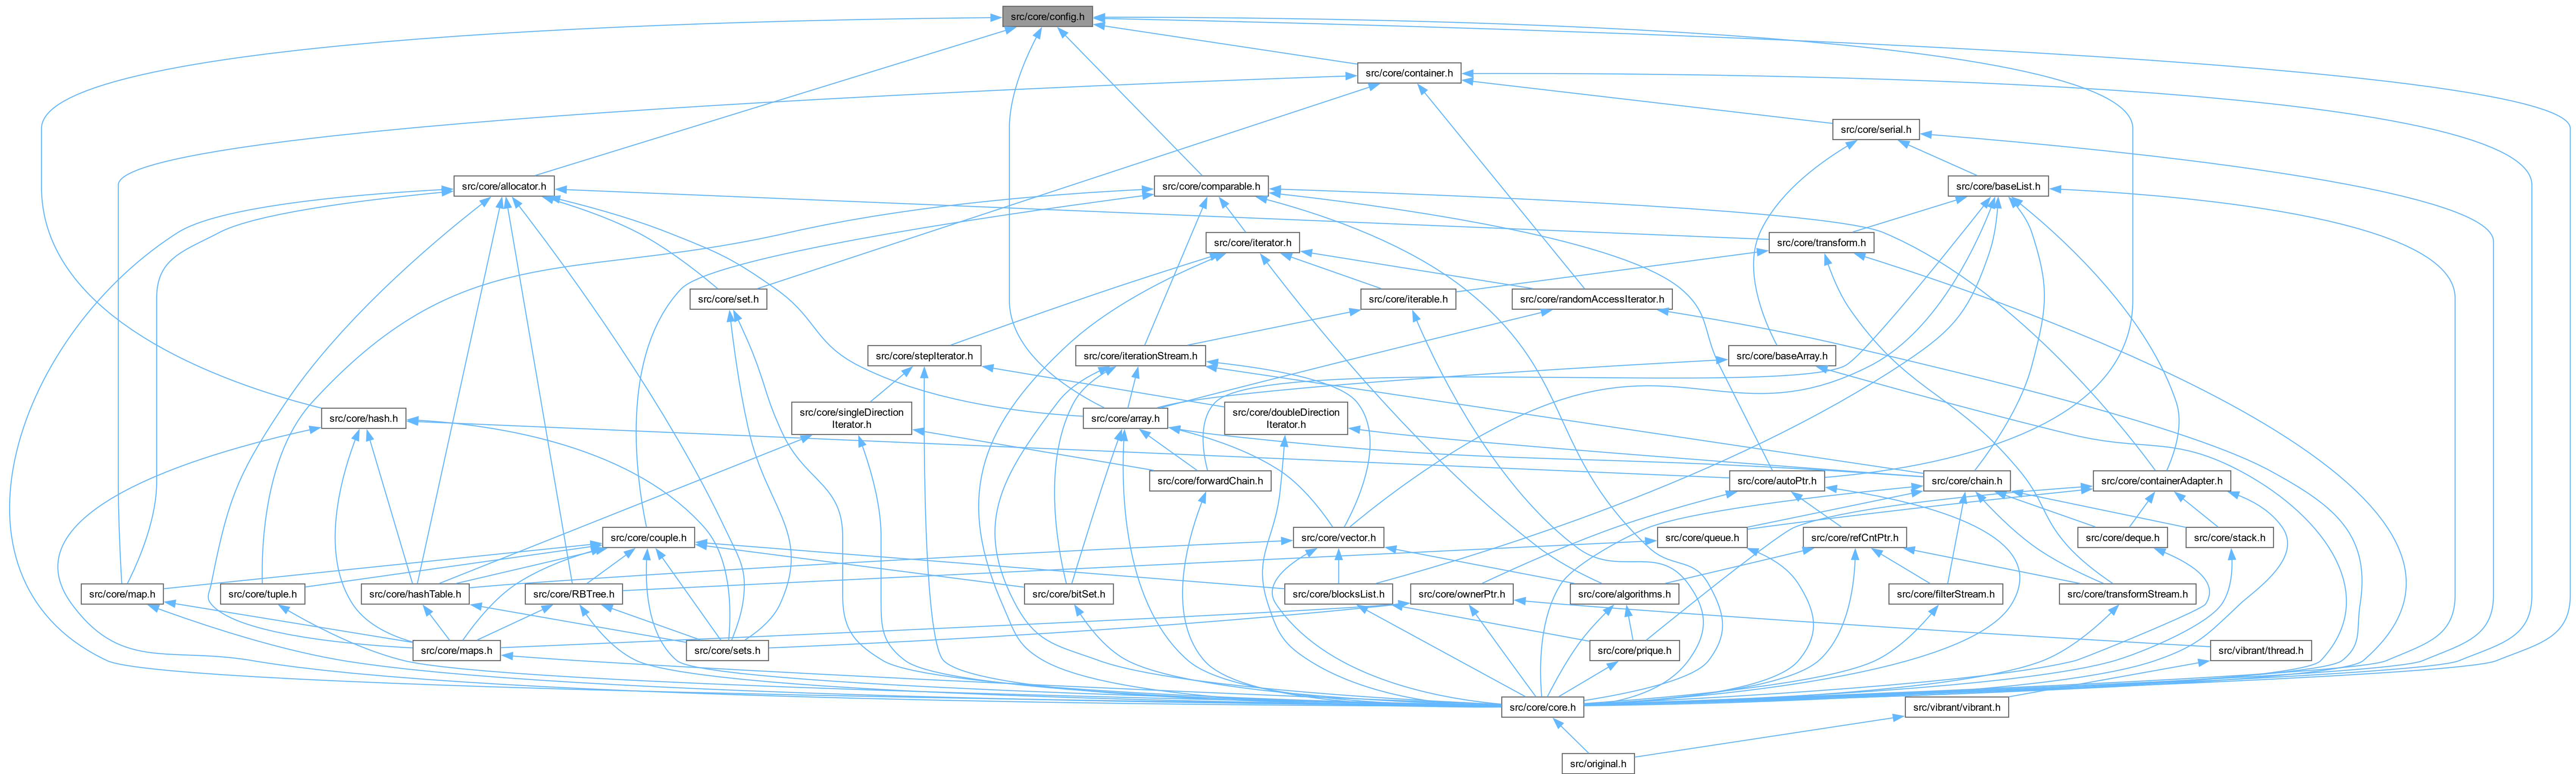 src/core/config.h
src/core/container.h
src/core/serial.h
src/core/allocator.h
src/core/comparable.h
src/core/baseList.h
src/core/iterator.h
src/core/transform.h
src/core/set.h
src/core/iterable.h
src/core/randomAccessIterator.h
src/core/stepIterator.h
src/core/iterationStream.h
src/core/baseArray.h
src/core/hash.h
src/core/singleDirection
Iterator.h
src/core/array.h
src/core/doubleDirection
Iterator.h
src/core/forwardChain.h
src/core/autoPtr.h
src/core/chain.h
src/core/containerAdapter.h
src/core/couple.h
src/core/vector.h
src/core/queue.h
src/core/refCntPtr.h
src/core/deque.h
src/core/stack.h
src/core/map.h
src/core/tuple.h
src/core/hashTable.h
src/core/RBTree.h
src/core/bitSet.h
src/core/blocksList.h
src/core/ownerPtr.h
src/core/algorithms.h
src/core/filterStream.h
src/core/transformStream.h
src/core/maps.h
src/core/sets.h
src/core/prique.h
src/vibrant/thread.h
src/core/core.h
src/vibrant/vibrant.h
src/original.h